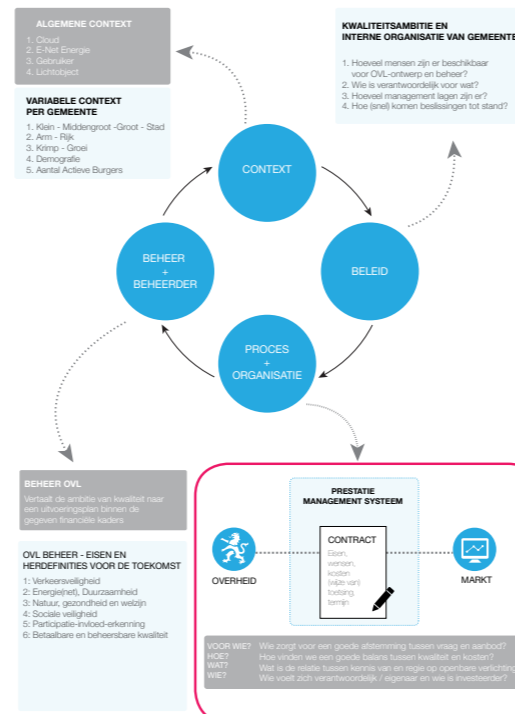 ALGEMENE CONTEXT
1. Cloud
2. E-Net Energie
3. Gebruiker
4. Lichtobject
VARIABELE CONTEXT
PER GEMEENTE
1. Klein - Middengroot -Groot - Stad
2. Arm - Rijk
3. Krimp - Groei
4. Demografie
5. Aantal Actieve Burgers
KWALITEITSAMBITIE EN
INTERNE ORGANISATIE VAN GEMEENTE
1. Hoeveel mensen zijn er beschikbaar
voor OVL-ontwerp en beheer?
2. Wie is verantwoordelijk voor wat?
3. Hoeveel management lagen zijn er?
4. Hoe (snel) komen beslissingen tot stand?
CONTEXT
BEHEER
+
BEHEERDER
BELEID
PROCES
+
ORGANISATIE
BEHEER OVL
Vertaalt de ambitie van kwaliteit naar
een uitvoeringsplan binnen de
gegeven financiële kaders
OVL BEHEER - EISEN EN
HERDEFINITIES VOOR DE TOEKOMST
1: Verkeersveiligheid
2: Energie(net), Duurzaamheid
3: Natuur, gezondheid en welzijn
4: Sociale veiligheid
5: Participatie-invloed-erkenning
6: Betaalbare en beheersbare kwaliteit
PRESTATIE
MANAGEMENT SYSTEEM
CONTRACT
Eisen,
wensen,
kosten
(wijze van)
toetsing,
termijn
OVERHEID
MARKT
VOOR WIE? Wie zorgt voor een goede afstemming tussen vraag en aanbod?
HOE? Hoe vinden we een goede balans tussen kwaliteit en kosten?
WAT? Wat is de relatie tussen kennis van en regie op openbare verlichting
WIE? Wie voelt zich verantwoordelijk / eigenaar en wie is investeerder?